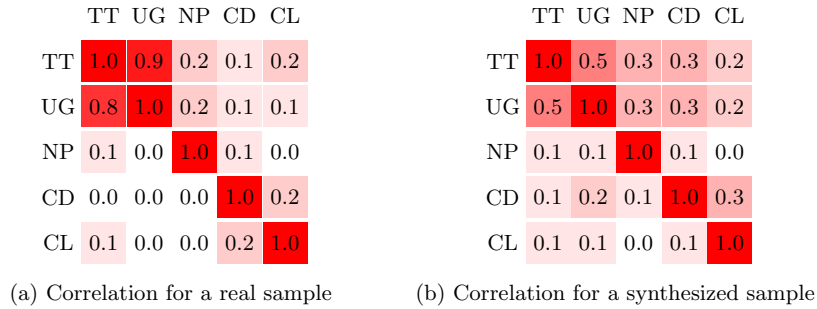 TT UG NP CD CL
TT 1.0 0.9 0.2 0.1 0.2
UG 0.8 1.0 0.2 0.1 0.1
NP 0.1 0.0 1.0 0.1 0.0
CD 0.0 0.0 0.0 1.0 0.2
CL 0.1 0.0 0.0 0.2 1.0
(a) Correlation for a real sample
TT UG NP CD CL
TT 1.0 0.5 0.3 0.3 0.2
UG 0.5 1.0 0.3 0.3 0.2
NP 0.1 0.1 1.0 0.1 0.0
CD 0.1 0.2 0.1 1.0 0.3
CL 0.1 0.1 0.0 0.1 1.0
(b) Correlation for a synthesized sample